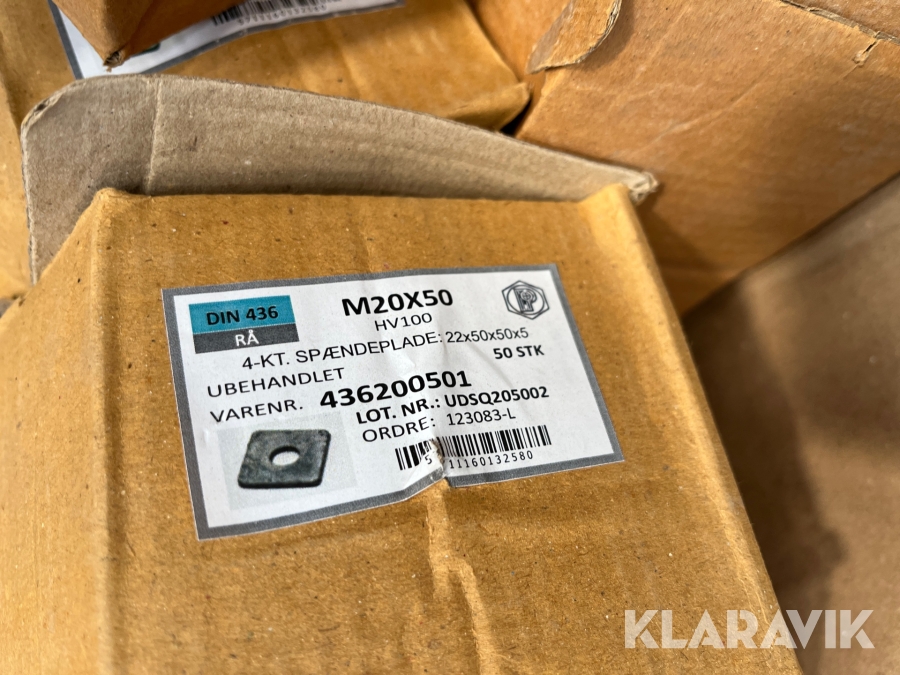 DIN 436
RÅ
M20X50
HV100
4-KT. SPÆNDEPLADE: 22x50x50x5
50 STK
UBEHANDLET
VARENR. 436200501
LOT. NR.: UDSQ205002
ORDRE: 123083-L
11160132580
KLARAVIK